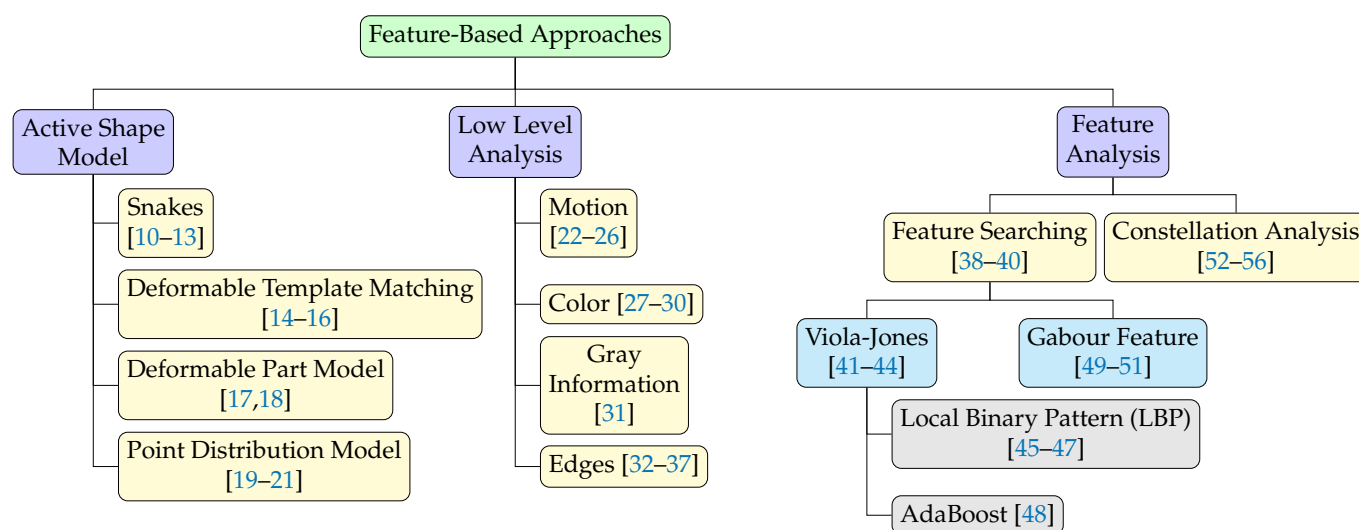 Feature-Based Approaches
Active Shape
Model
Snakes
[10–13]
Deformable Template Matching
[14–16]
Deformable Part Model
[17,18]
Point Distribution Model
[19–21]
Low Level
Analysis
Motion
[22–26]
Color [27–30]
Gray
Information
[31]
Edges [32–37]
Feature
Analysis
Feature Searching
[38–40]
Viola-Jones
[41–44]
Local Binary Pattern (LBP)
[45–47]
AdaBoost [48]
Gabour Feature
[49–51]
Constellation Analysis
[52–56]